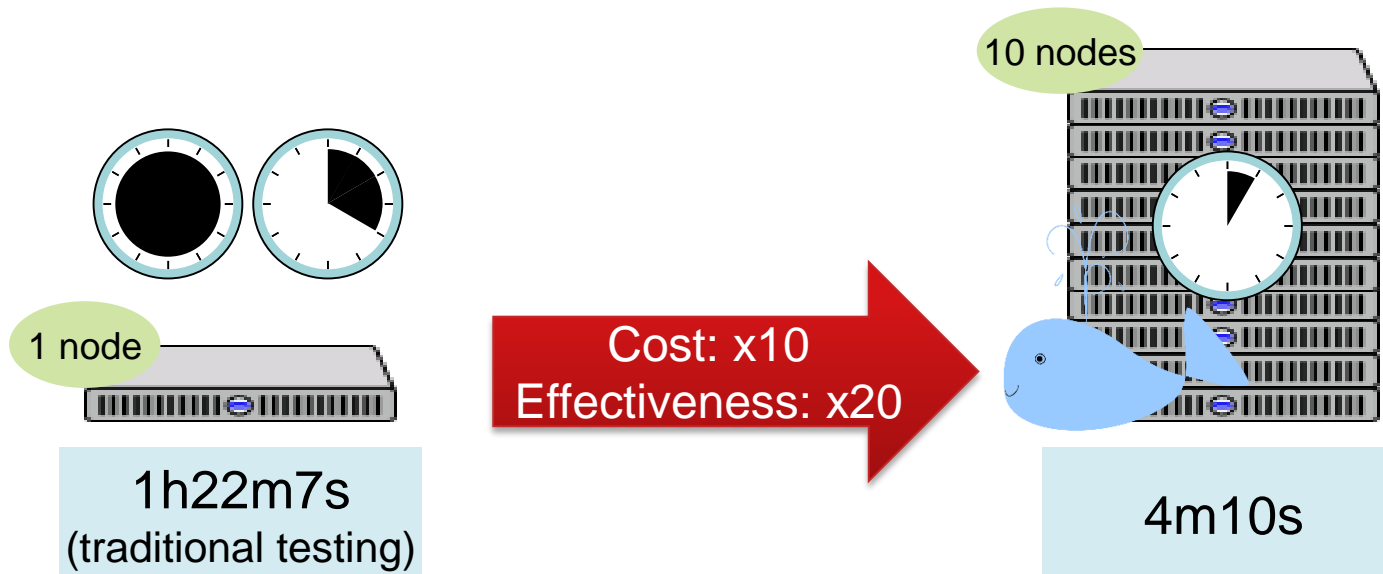 10 nodes
1 node
Cost: x10
Effectiveness: x20
1h22m7s
(traditional testing)
4m10s